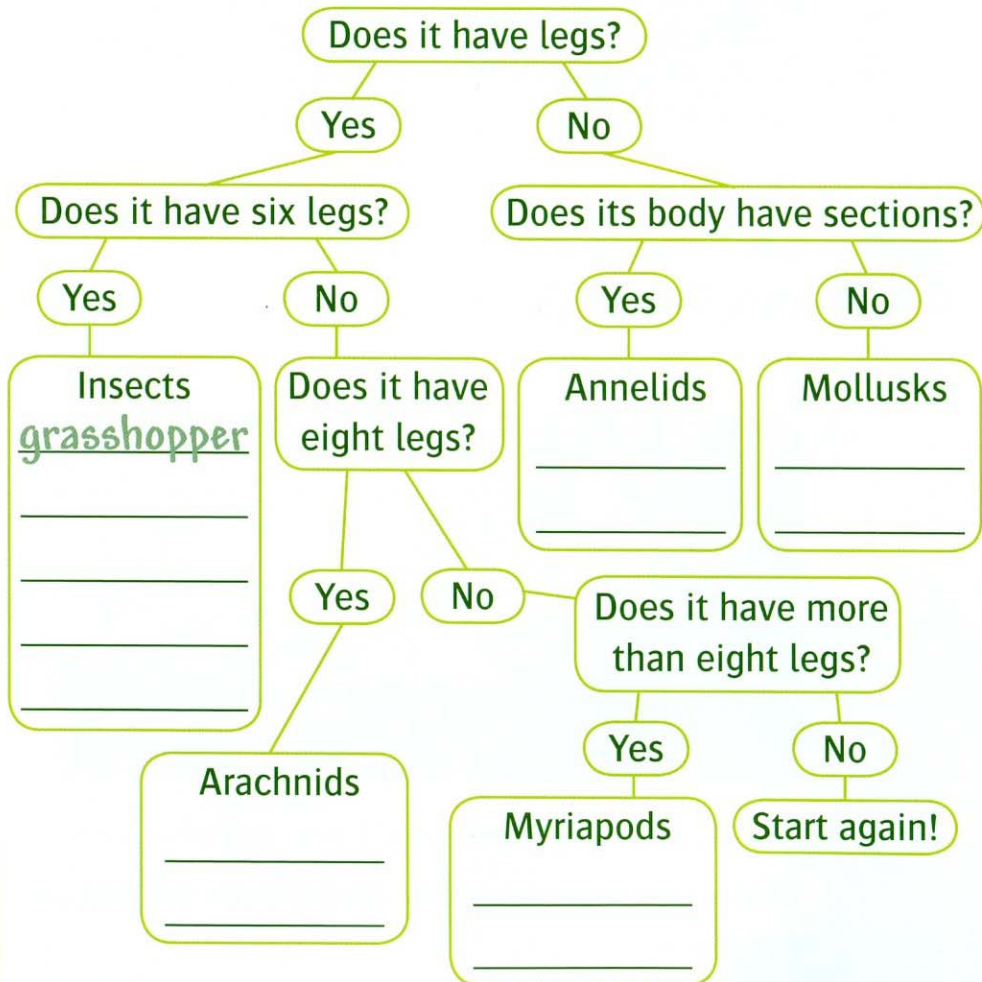 Does it have legs?
Yes
No
Does it have six legs?
Does its body have sections?
Yes
No
Yes
No
Insects
grasshopper
Does it have
eight legs?
Annelids
Mollusks
Yes
No
Does it have more
than eight legs?
Yes
No
Arachnids
Myriapods
Start again!